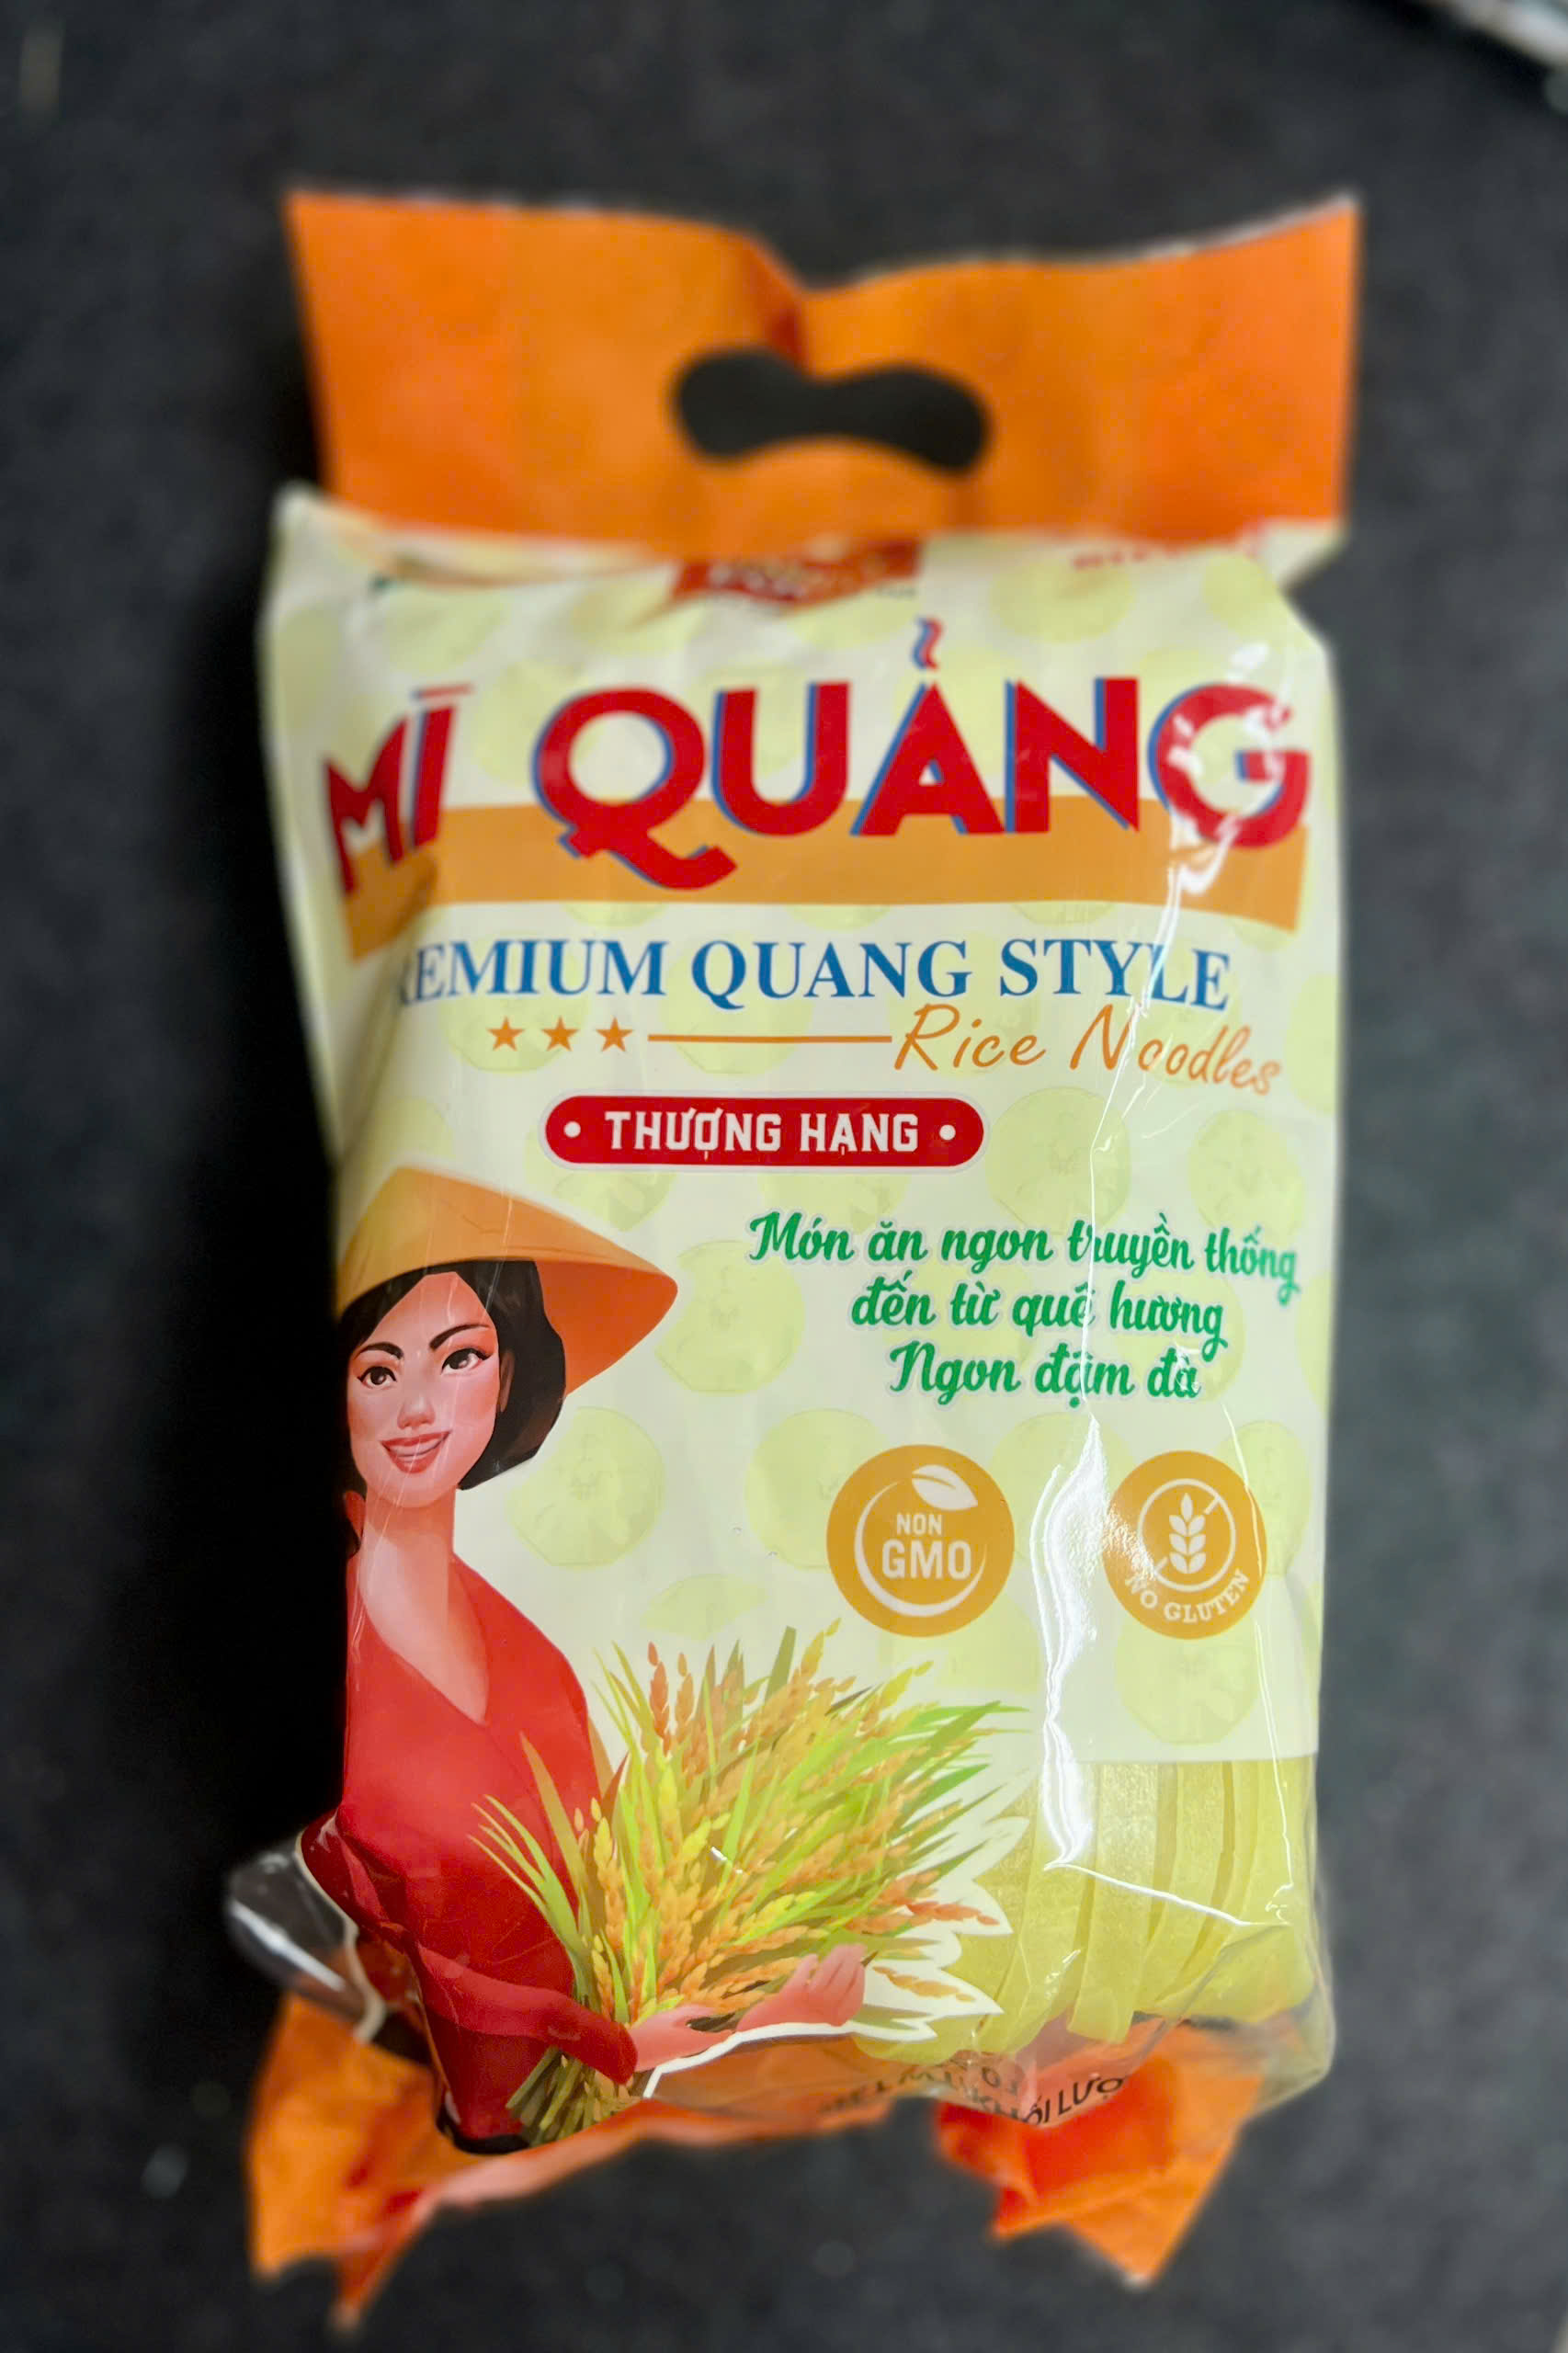 MÌ QUẢNG
REMIUM QUANG STYLE
Rice Noodles
• THƯỢNG HẠNG •
Món ăn ngon truyền thống
đến từ quê hương
Ngon đậm đà
NON
GMO
NO GLUTEN